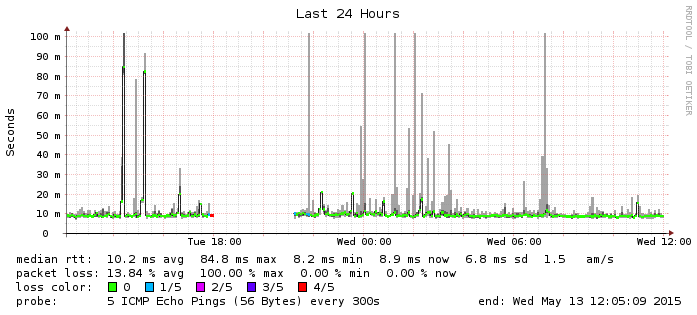 Last 24 Hours
RRDTOOL / TOBI OETIKER
Seconds
100 m
90 m
80 m
70 m
60 m
50 m
40 m
30 m
20 m
10 m
0
Tue 18:00 Wed 00:00 Wed 06:00 Wed 12:00
median rtt: 10.2 ms avg 84.8 ms max 8.2 ms min 8.9 ms now 6.8 ms sd 1.5 am/s
packet loss: 13.84 % avg 100.00 % max 0.00 % min 0.00 % now
loss color: 0 1/5 2/5 3/5 4/5
probe: 5 ICMP Echo Pings (56 Bytes) every 300s end: Wed May 13 12:05:09 2015